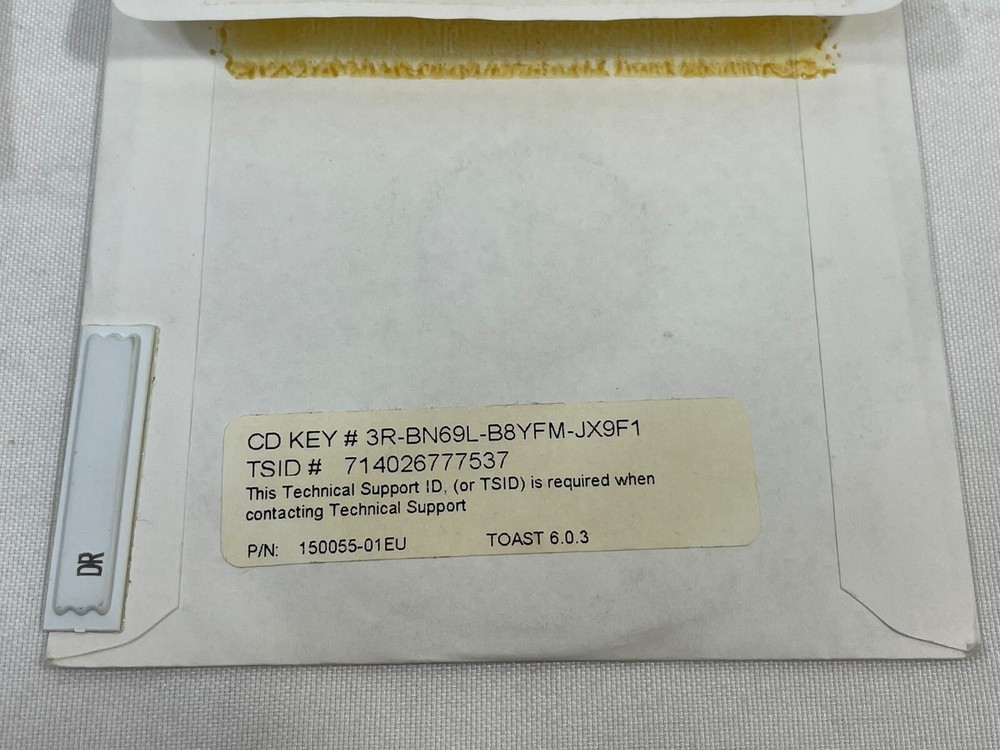 CD KEY # 3R-BN69L-B8YFM-JX9F1
TSID # 714026777537
This Technical Support ID, (or TSID) is required when
contacting Technical Support
P/N: 150055-01EU TOAST 6.0.3
DR